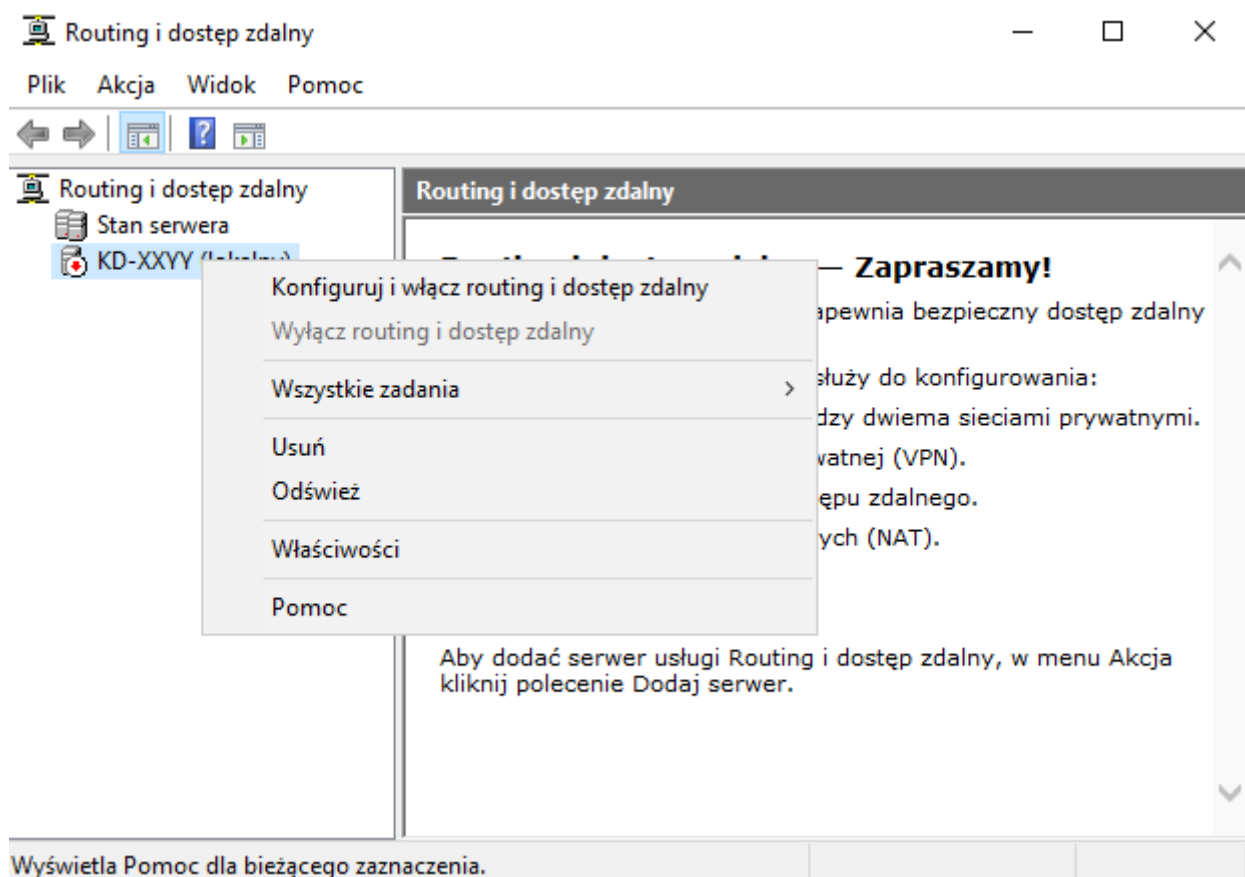 Routing i dostęp zdalny
Plik Akcja Widok Pomoc
Routing i dostęp zdalny
Stan serwera
KD-XXYY
Routing i dostęp zdalny
— Zapraszamy!
apewnia bezpieczny dostęp zdalny
służy do konfigurowania:
dzy dwiema sieciami prywatnymi.
watnej (VPN).
ępu zdalnego.
ych (NAT).
Aby dodać serwer usługi Routing i dostęp zdalny, w menu Akcja
kliknij polecenie Dodaj serwer.
Konfiguruj i włącz routing i dostęp zdalny
Wyłącz routing i dostęp zdalny
Wszystkie zadania
Usuń
Odśwież
Właściwości
Pomoc
Wyświetla Pomoc dla bieżącego zaznaczenia.